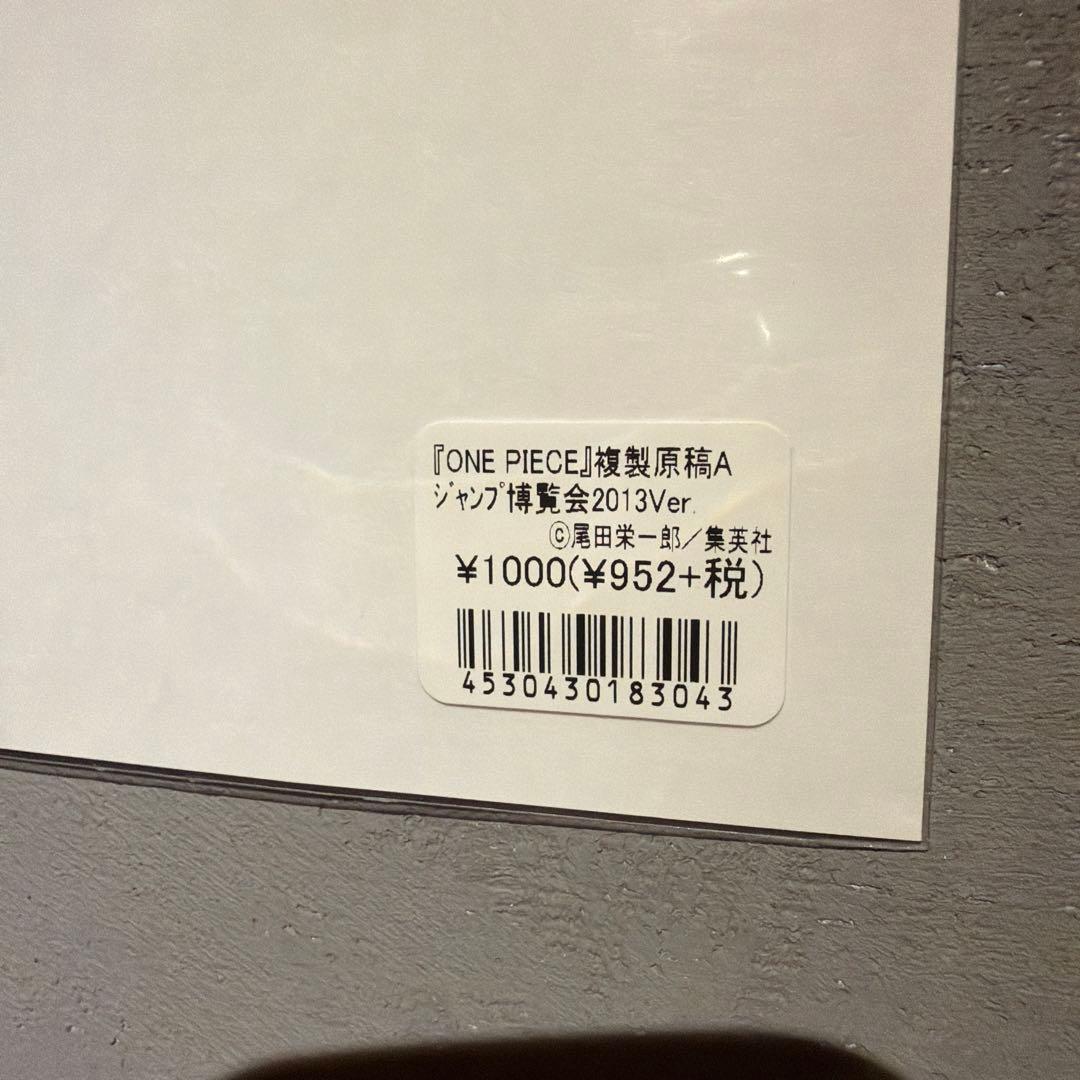 『ONE PIECE』複製原稿A
ｼﾞｬﾝﾌﾟ博覧会2013Ver.
©尾田栄一郎／集英社
¥1000(¥952+税)
4530430183043